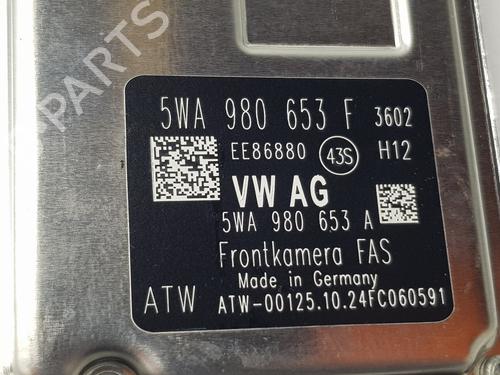 PARTS
5WA 980 653 F 3602
EE86880 43S H12
VW AG
5WA 980 653 A
Frontkamera FAS
Made in Germany
ATW ATW-00125.10.24FC060591